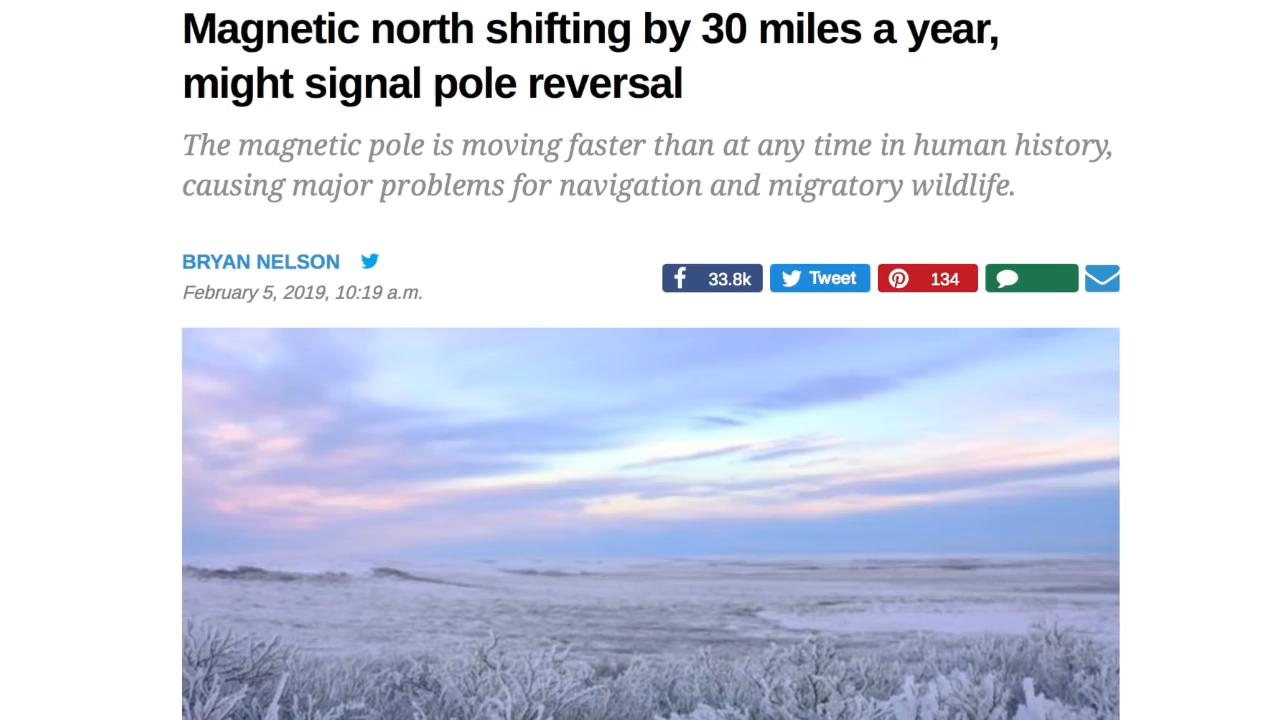 Magnetic north shifting by 30 miles a year,
might signal pole reversal
The magnetic pole is moving faster than at any time in human history,
causing major problems for navigation and migratory wildlife.
BRYAN NELSON
February 5, 2019, 10:19 a.m.
33.8k Tweet 134